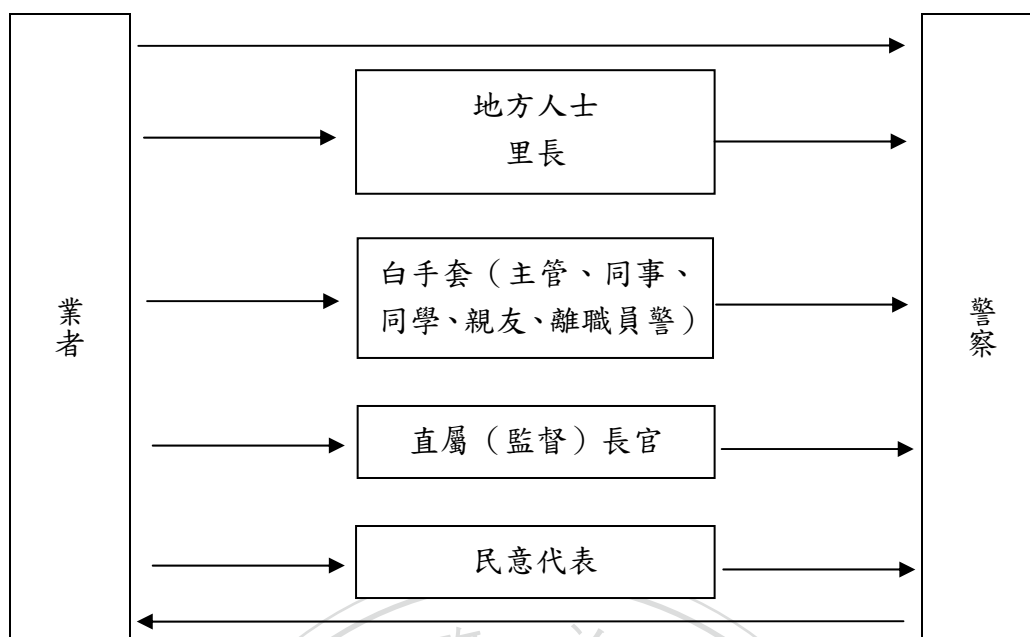 地方人士
里長
白手套（主管、同事、
同學、親友、離職員警）
業者
警察
直屬（監督）長官
民意代表